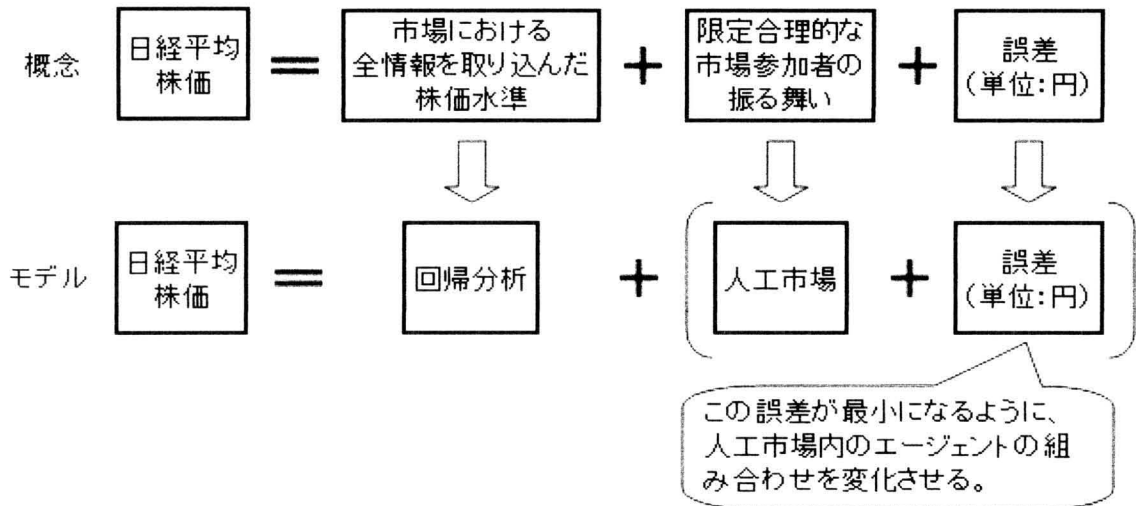 概念
日経平均
株価
=
市場における
全情報を取り込んだ
株価水準
+
限定合理的な
市場参加者の
振る舞い
+
誤差
(単位:円)
モデル
日経平均
株価
=
回帰分析
+
人工市場
+
誤差
(単位:円)
この誤差が最小になるように、
人工市場内のエージェントの組
み合わせを変化させる。